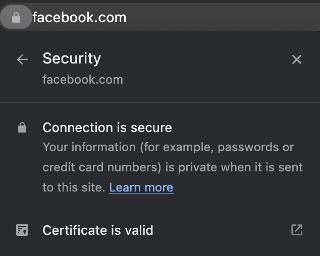 facebook.com
Security
facebook.com
Connection is secure
Your information (for example, passwords or
credit card numbers) is private when it is sent
to this site. Learn more
Certificate is valid